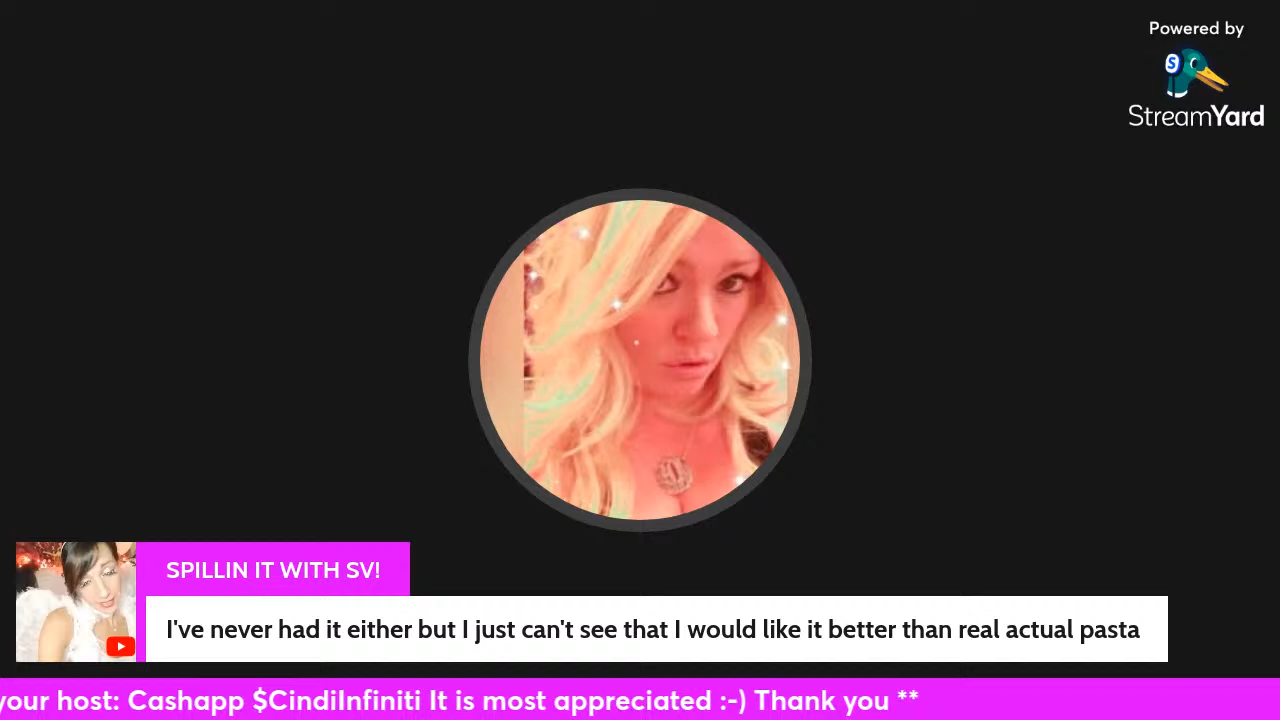 Powered by
S
StreamYard
SPILLIN IT WITH SV!
I've never had it either but I just can't see that I would like it better than real actual pasta
your host: Cashapp $CindiInfiniti It is most appreciated :-) Thank you **